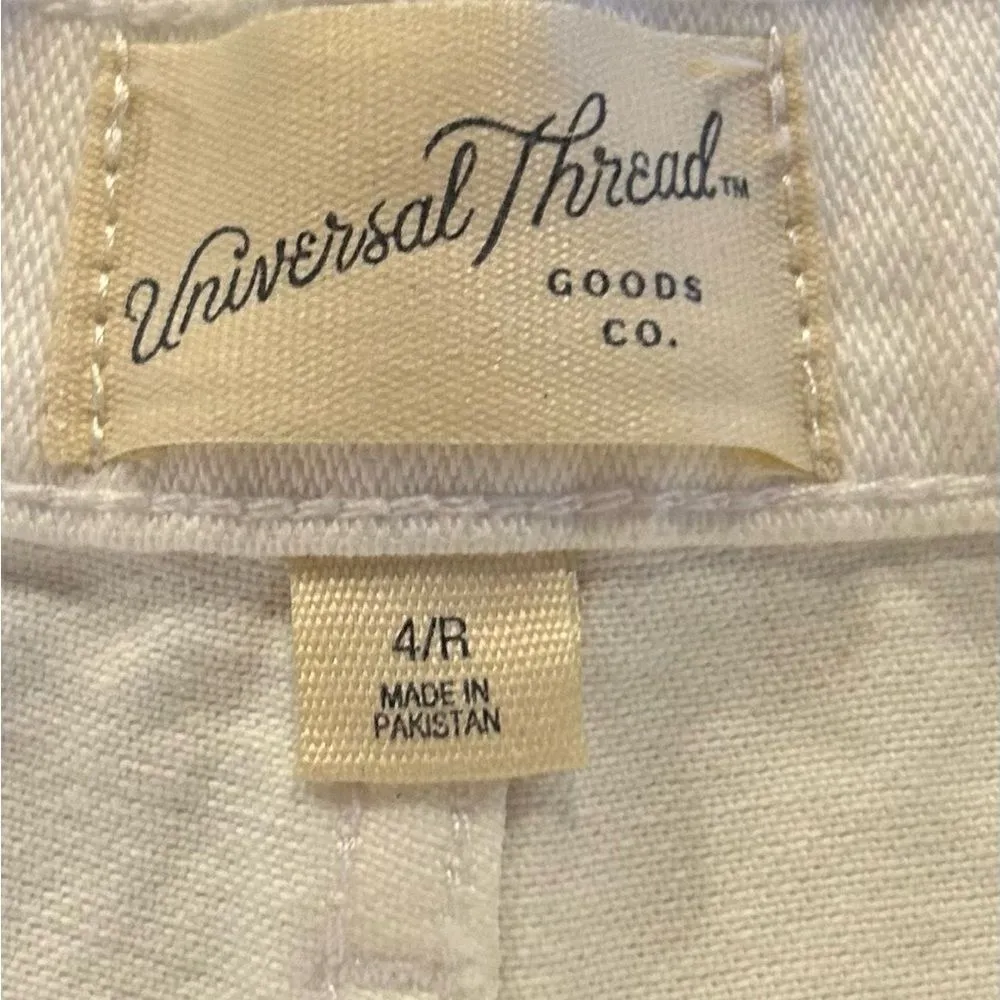 Universal Thread™
GOODS
CO.
4/R
MADE IN
PAKISTAN